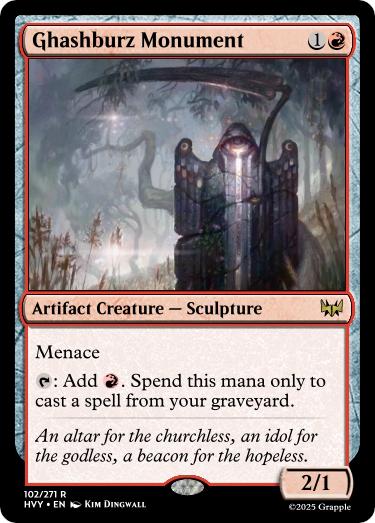 Ghashburz Monument 1
Artifact Creature — Sculpture
Menace
: Add . Spend this mana only to
cast a spell from your graveyard.
An altar for the churchless, an idol for
the godless, a beacon for the hopeless.
2/1
102/271 R
HVY • EN Kim Dingwall
©2025 Grapple